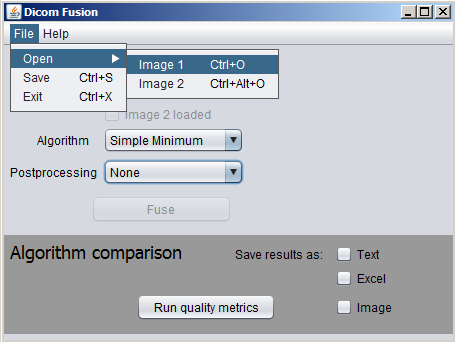 Dicom Fusion
File Help
Open Image 1 Ctrl+O
Save Ctrl+S Image 2 Ctrl+Alt+O
Exit Ctrl+X
Image 2 loaded
Algorithm Simple Minimum
Postprocessing None
Fuse
Algorithm comparison Save results as: Text
Excel
Run quality metrics Image